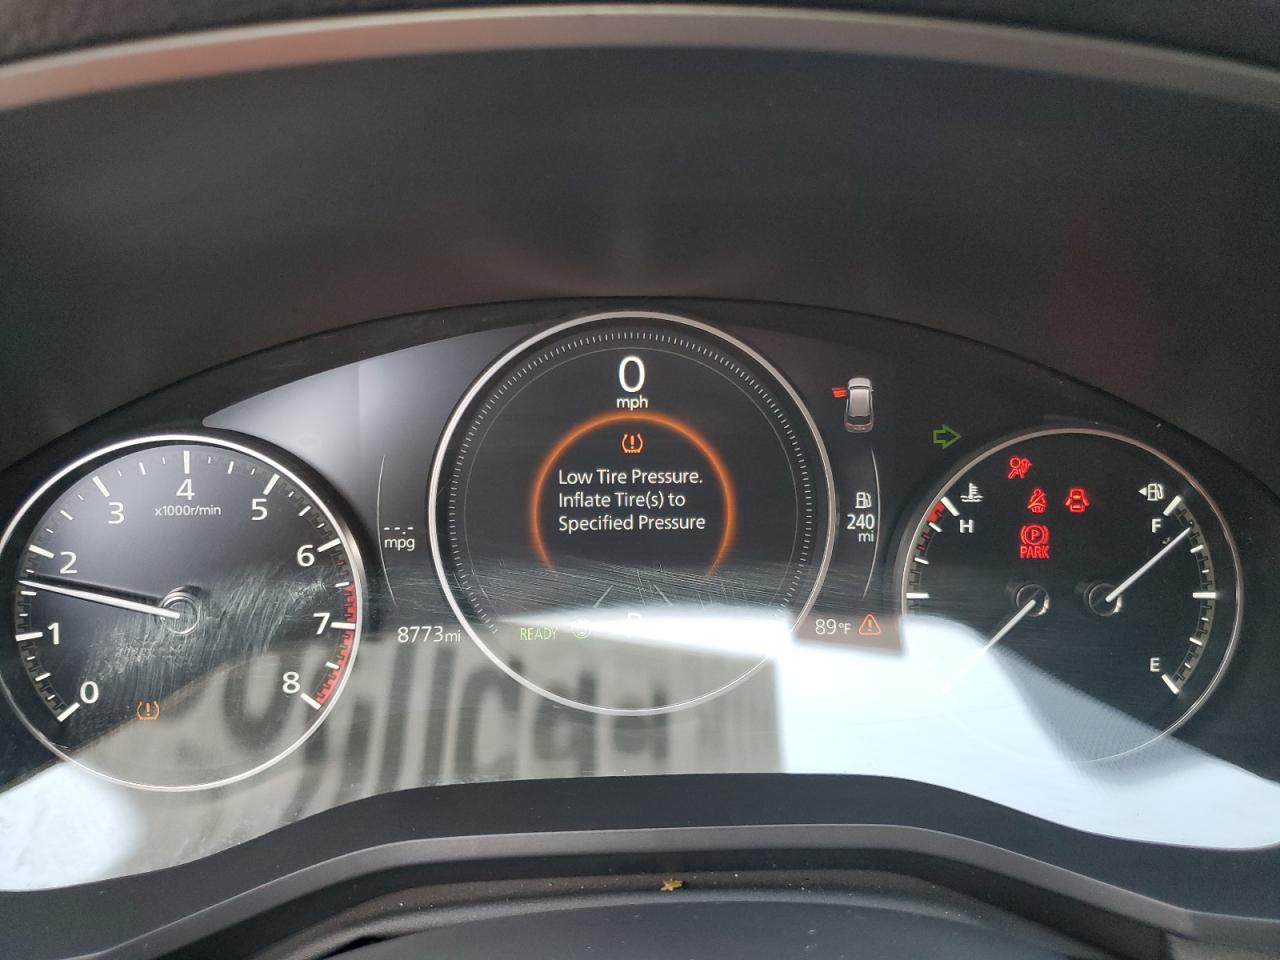 0
mph
Low Tire Pressure.
Inflate Tire(s) to
Specified Pressure
0
1
2
3
4
5
6
7
8
x1000r/min
--.-
mpg
8773mi
READY
240
mi
89°F
H
F
E
P
PARK